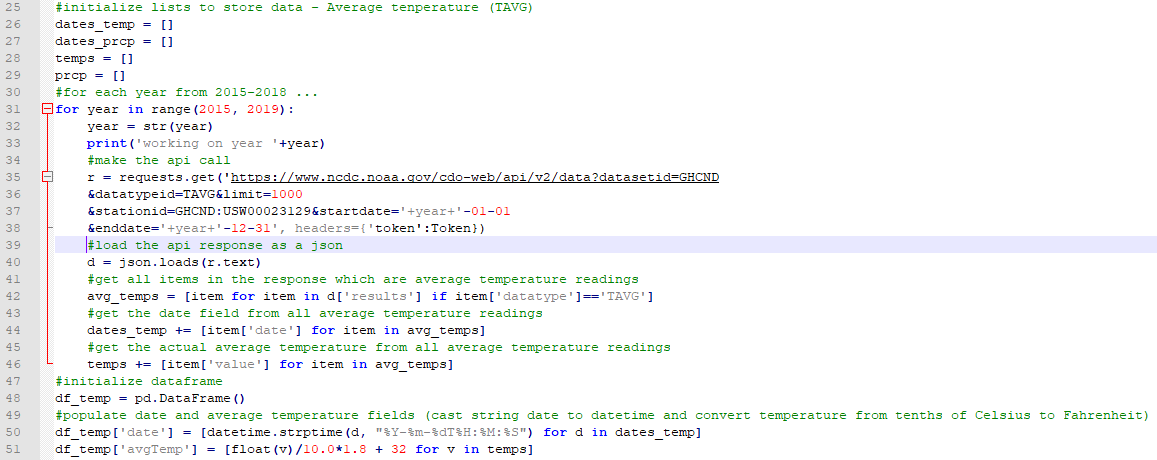 25 #initialize lists to store data - Average tenperature (TAVG)
26 dates_temp = []
27 dates_prcp = []
28 temps = []
29 prcp = []
30 #for each year from 2015-2018 ...
31 for year in range(2015, 2019):
32     year = str(year)
33     print('working on year '+year)
34     #make the api call
35     r = requests.get('https://www.ncdc.noaa.gov/cdo-web/api/v2/data?datasetid=GHCND
36     &datatypeid=TAVG&limit=1000
37     &stationid=GHCND:USW00023129&startdate='+year+'-01-01
38     &enddate='+year+'-12-31', headers={'token':Token})
39     #load the api response as a json
40     d = json.loads(r.text)
41     #get all items in the response which are average temperature readings
42     avg_temps = [item for item in d['results'] if item['datatype']=='TAVG']
43     #get the date field from all average temperature readings
44     dates_temp += [item['date'] for item in avg_temps]
45     #get the actual average temperature from all average temperature readings
46     temps += [item['value'] for item in avg_temps]
47 #initialize dataframe
48 df_temp = pd.DataFrame()
49 #populate date and average temperature fields (cast string date to datetime and convert temperature from tenths of Celsius to Fahrenheit)
50 df_temp['date'] = [datetime.strptime(d, "%Y-%m-%dT%H:%M:%S") for d in dates_temp]
51 df_temp['avgTemp'] = [float(v)/10.0*1.8 + 32 for v in temps]